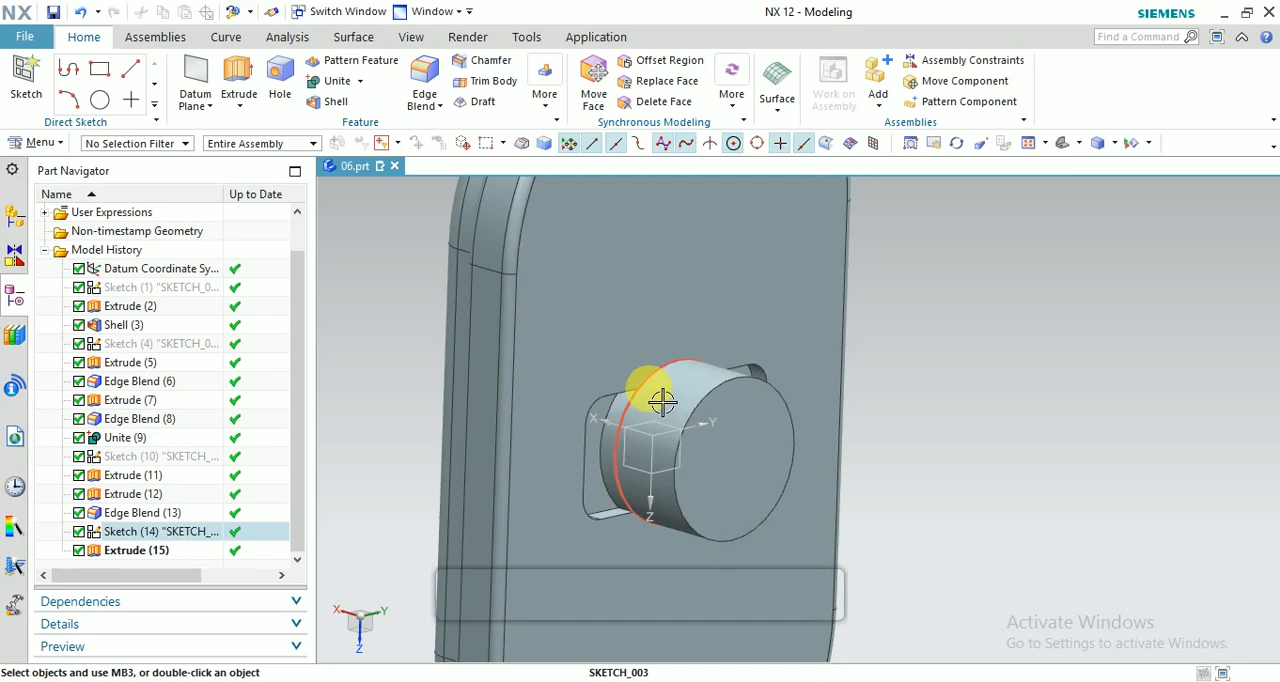 NX
Switch Window
Window
NX 12 - Modeling
SIEMENS
File
Home
Assemblies
Curve
Analysis
Surface
View
Render
Tools
Application
Find a Command
Sketch
Direct Sketch
Datum Plane
Extrude
Hole
Pattern Feature
Unite
Shell
Edge Blend
Chamfer
Trim Body
Draft
More
Feature
Move Face
Offset Region
Replace Face
Delete Face
More
Synchronous Modeling
Surface
Work on Assembly
Add
Assembly Constraints
Move Component
Pattern Component
Assemblies
Menu
No Selection Filter
Entire Assembly
Part Navigator
06.prt
Name
Up to Date
User Expressions
Non-timestamp Geometry
Model History
Datum Coordinate Sy...
Sketch (1) "SKETCH_0...
Extrude (2)
Shell (3)
Sketch (4) "SKETCH_0...
Extrude (5)
Edge Blend (6)
Extrude (7)
Edge Blend (8)
Unite (9)
Sketch (10) "SKETCH_...
Extrude (11)
Extrude (12)
Edge Blend (13)
Sketch (14) "SKETCH_...
Extrude (15)
X
Y
Z
X
Y
Z
Dependencies
Details
Preview
Activate Windows
Go to Settings to activate Windows.
Select objects and use MB3, or double-click an object
SKETCH_003